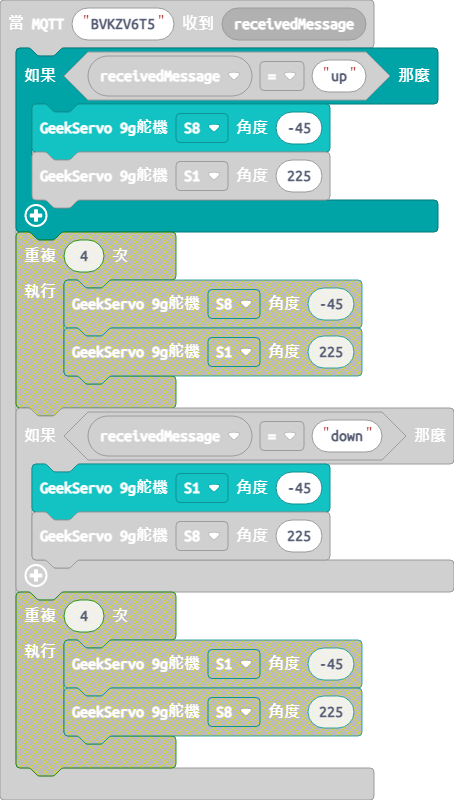 當 MQTT "BVKZV6T5" 收到 receivedMessage
如果 receivedMessage = "up" 那麼
GeekServo 9g舵機 S8 角度 -45
GeekServo 9g舵機 S1 角度 225
重複 4 次
執行 GeekServo 9g舵機 S8 角度 -45
GeekServo 9g舵機 S1 角度 225
如果 receivedMessage = "down" 那麼
GeekServo 9g舵機 S1 角度 -45
GeekServo 9g舵機 S8 角度 225
重複 4 次
執行 GeekServo 9g舵機 S1 角度 -45
GeekServo 9g舵機 S8 角度 225